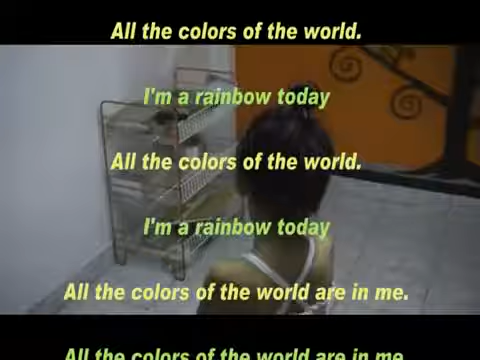 All the colors of the world.
I'm a rainbow today
All the colors of the world.
I'm a rainbow today
All the colors of the world are in me.
All the colors of the world are in me